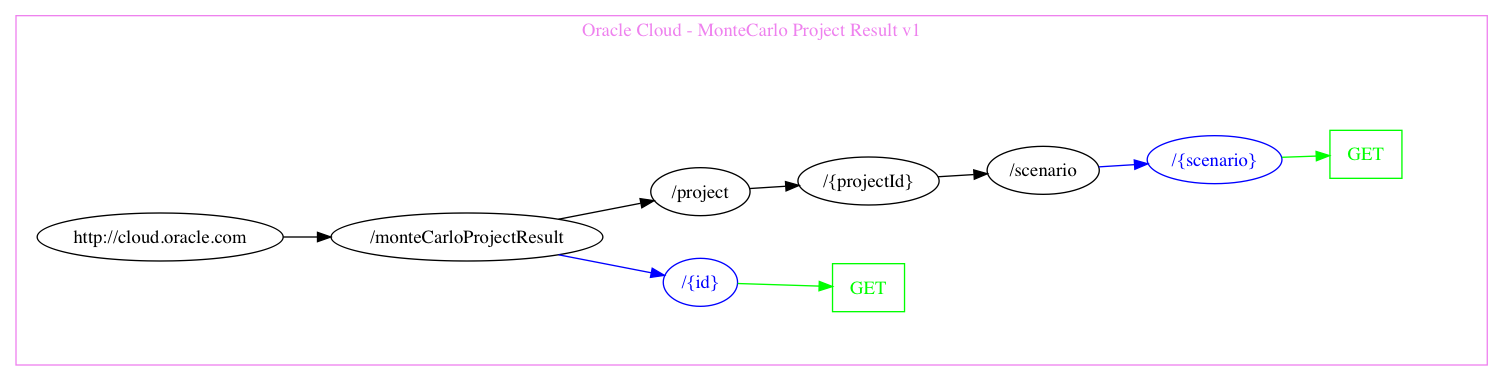 Oracle Cloud - MonteCarlo Project Result v1
http://cloud.oracle.com
/monteCarloProjectResult
/project
/{projectId}
/scenario
/{scenario}
GET
/{id}
GET